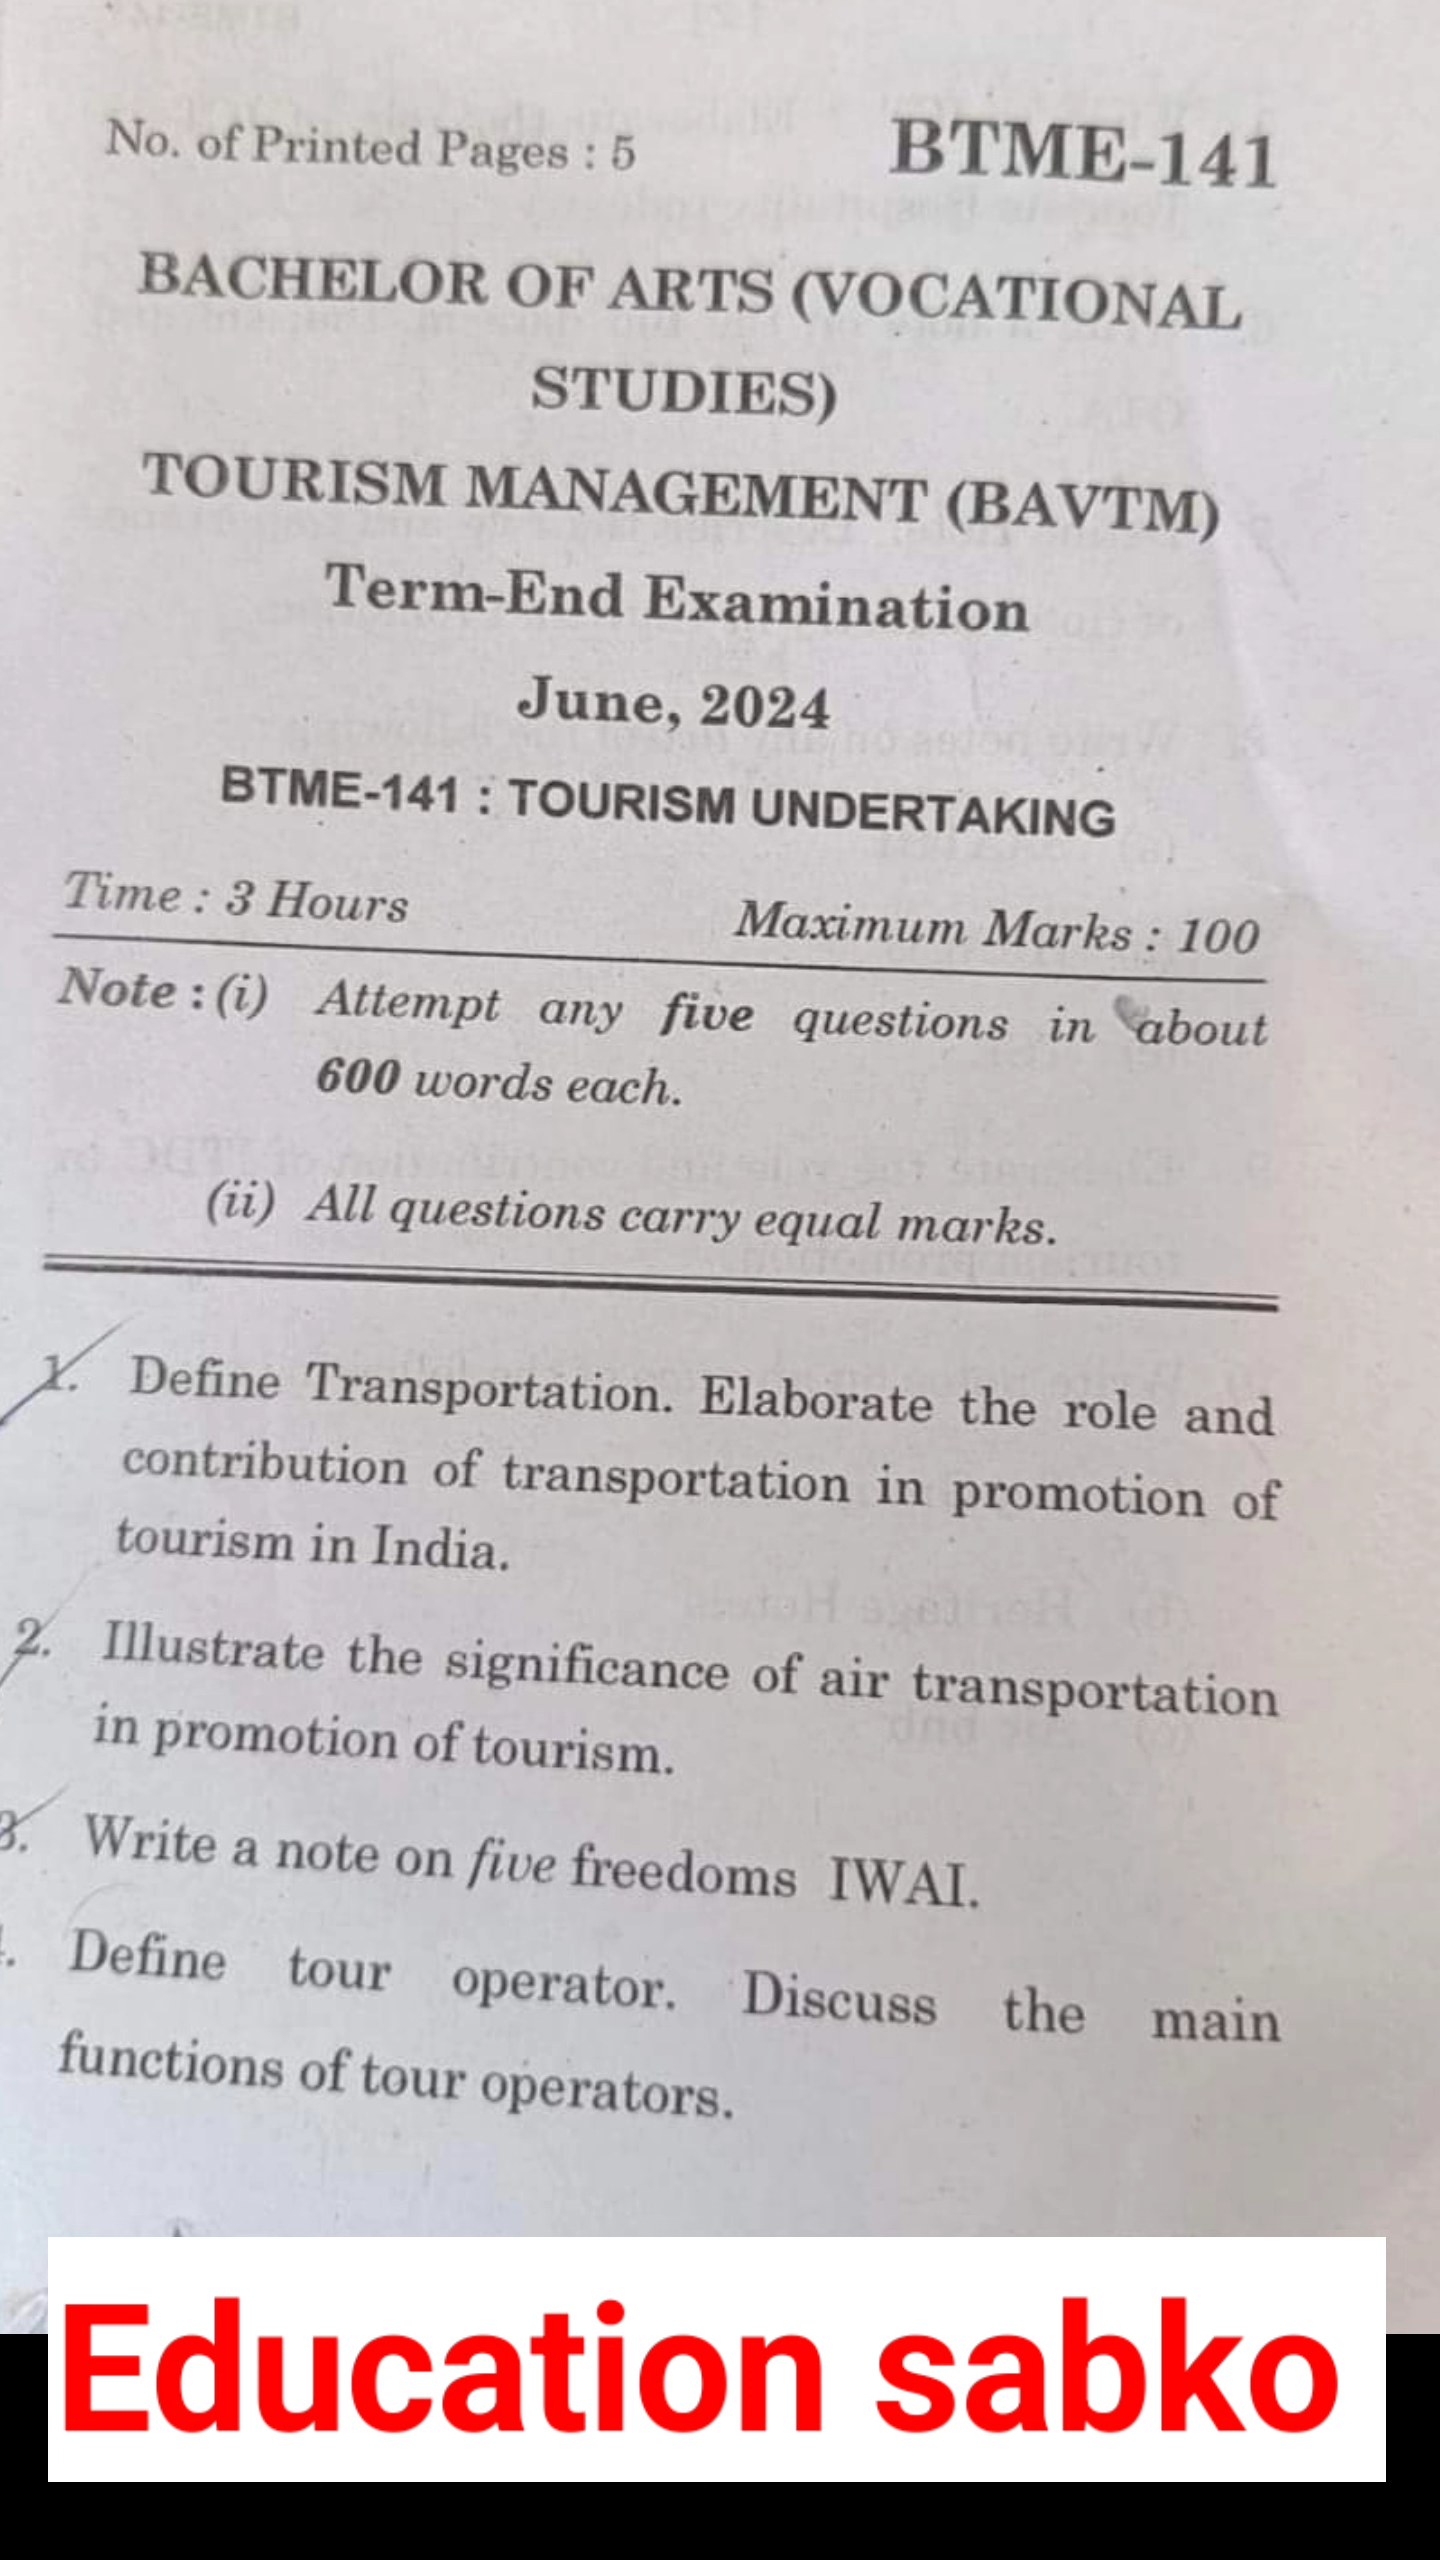 No. of Printed Pages : 5 BTME-141
BACHELOR OF ARTS (VOCATIONAL
STUDIES)
TOURISM MANAGEMENT (BAVTM)
Term-End Examination
June, 2024
BTME-141 : TOURISM UNDERTAKING
Time : 3 Hours Maximum Marks : 100
Note : (i) Attempt any five questions in about
600 words each.
(ii) All questions carry equal marks.
1. Define Transportation. Elaborate the role and
contribution of transportation in promotion of
tourism in India.
2. Illustrate the significance of air transportation
in promotion of tourism.
3. Write a note on five freedoms IWAI.
Define tour operator. Discuss the main
functions of tour operators.
Education sabko